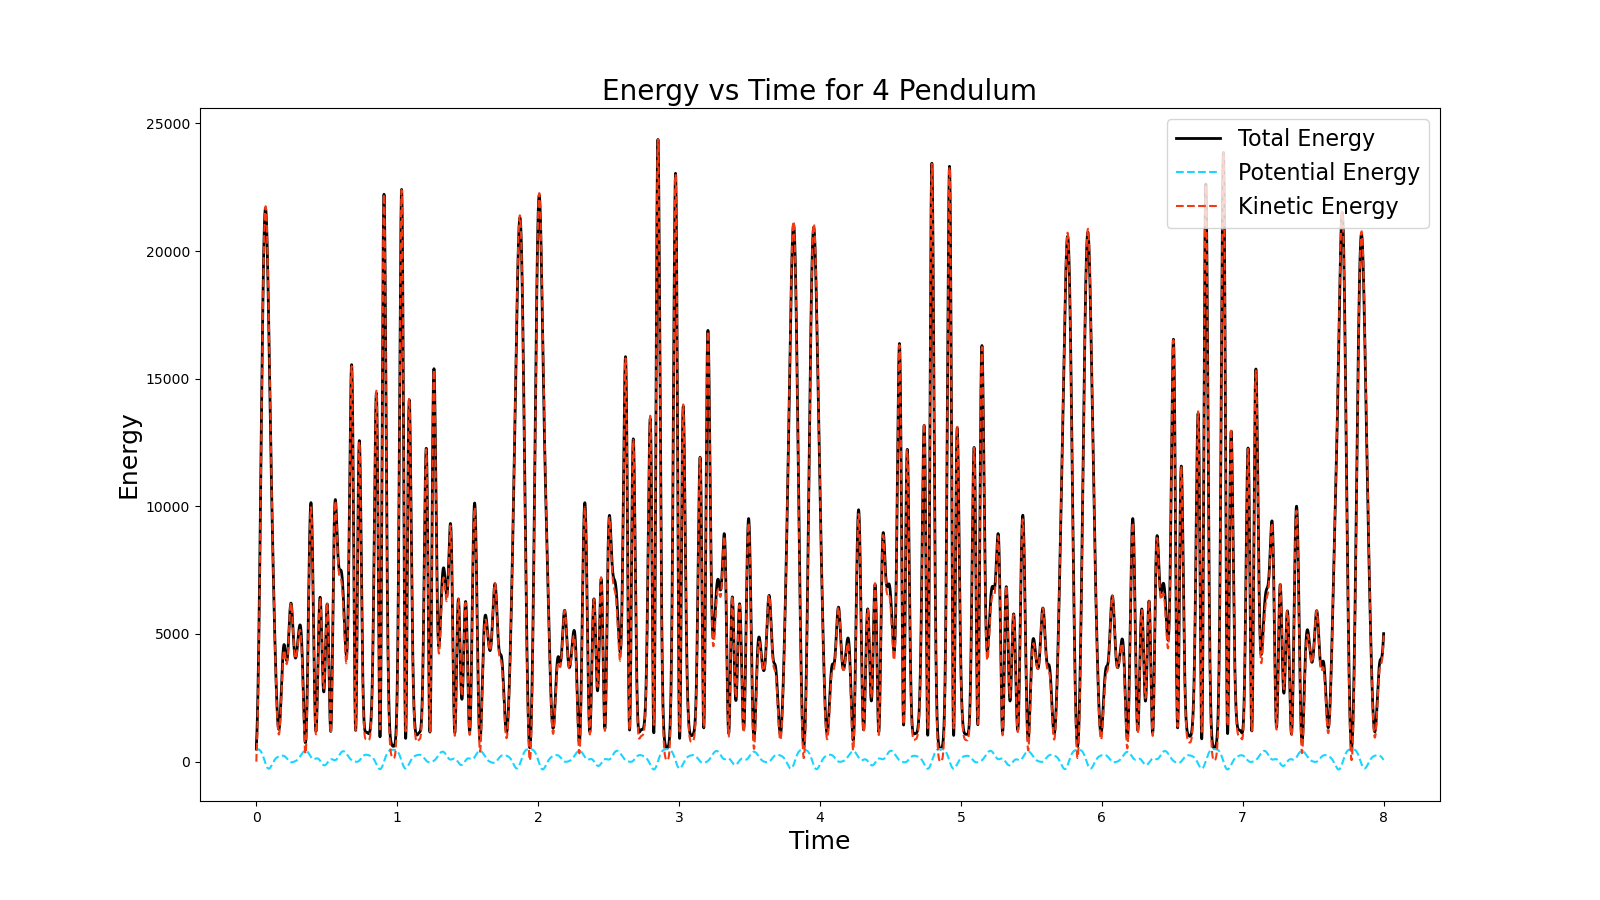 Energy vs Time for 4 Pendulum
Total Energy
Potential Energy
Kinetic Energy
25000
20000
15000
10000
5000
0
Energy
0 1 2 3 4 5 6 7 8
Time